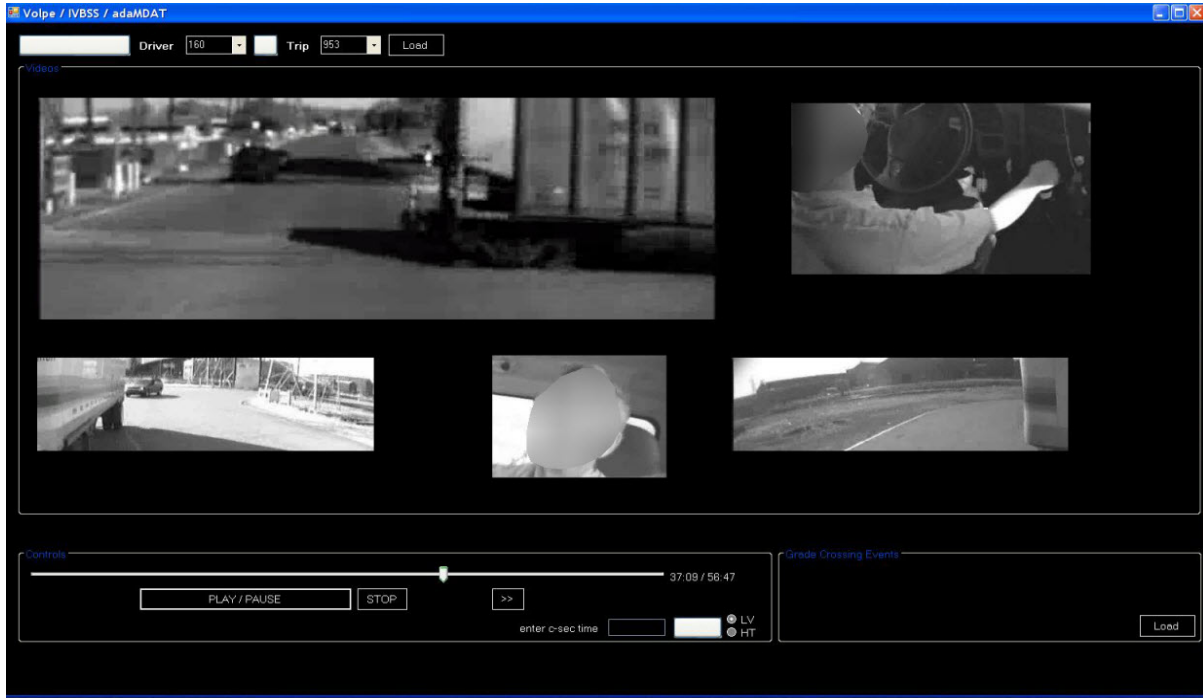 Volpe / IVBSS / adaMDAT
Driver 160 Trip 953 Load
Videos
Controls
Grade Crossing Events
37:09 / 56:47
PLAY / PAUSE STOP >>
enter c-sec time LV
HT
Load